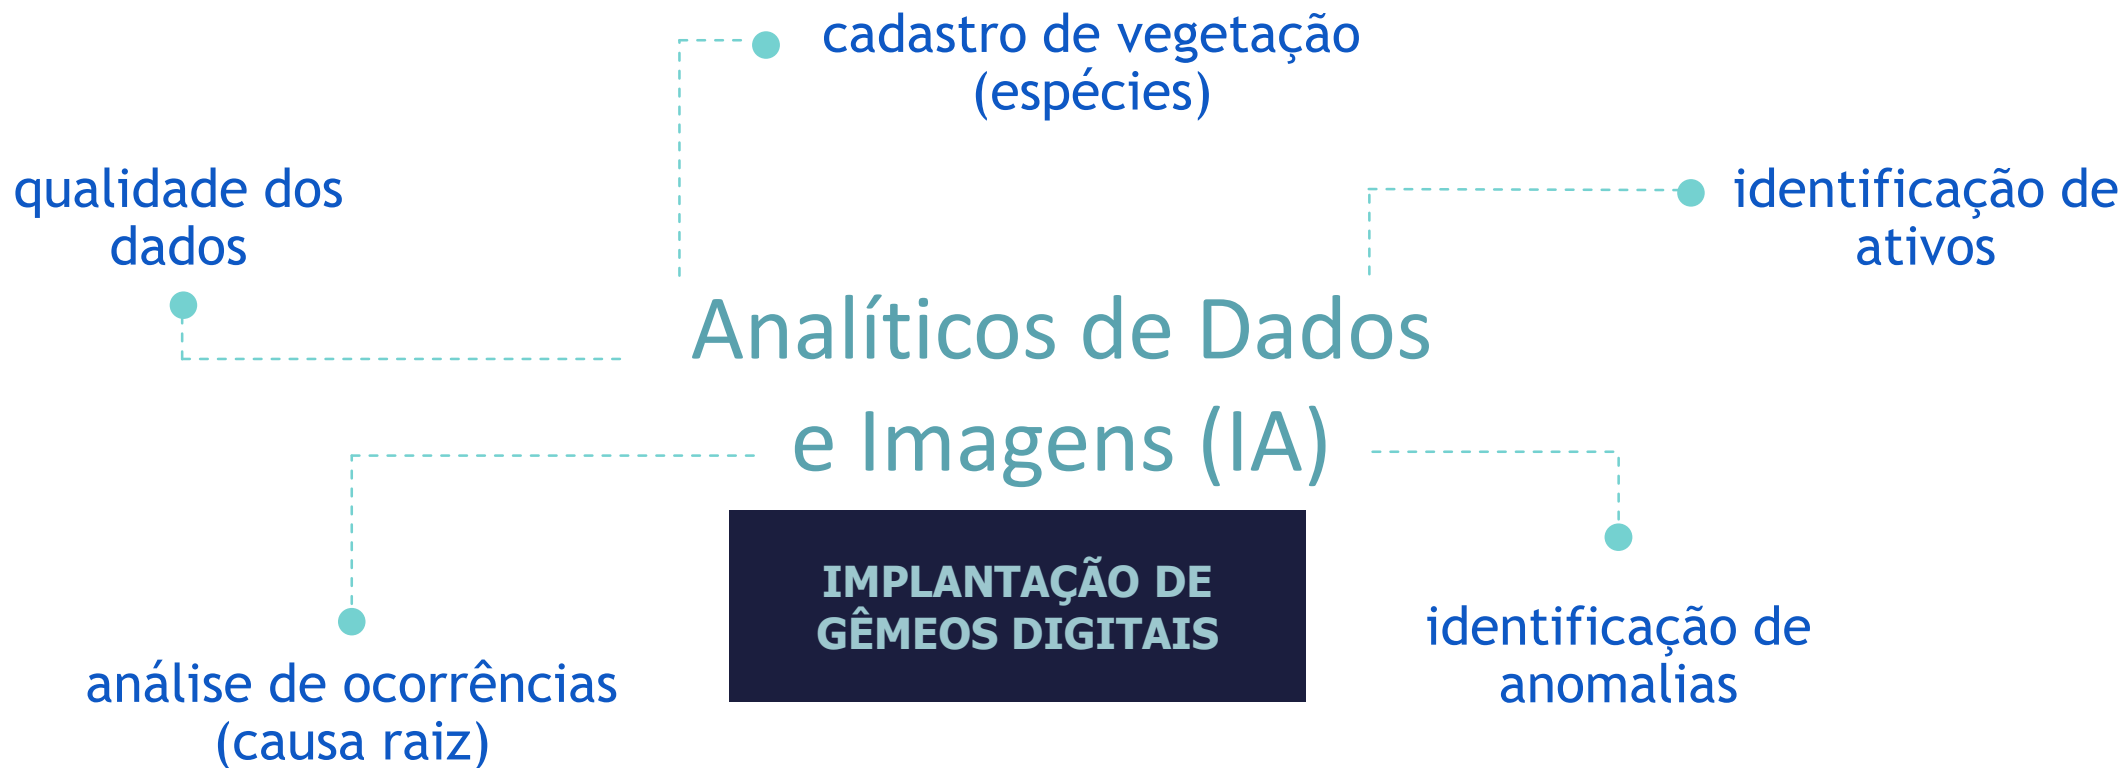 cadastro de vegetação
(espécies)
qualidade dos
dados
identificação de
ativos
Analíticos de Dados
e Imagens (IA)
IMPLANTAÇÃO DE
GÊMEOS DIGITAIS
identificação de
anomalias
análise de ocorrências
(causa raiz)